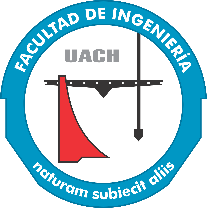 FACULTAD DE INGENIERÍA
UACH
naturam subiecit aliis